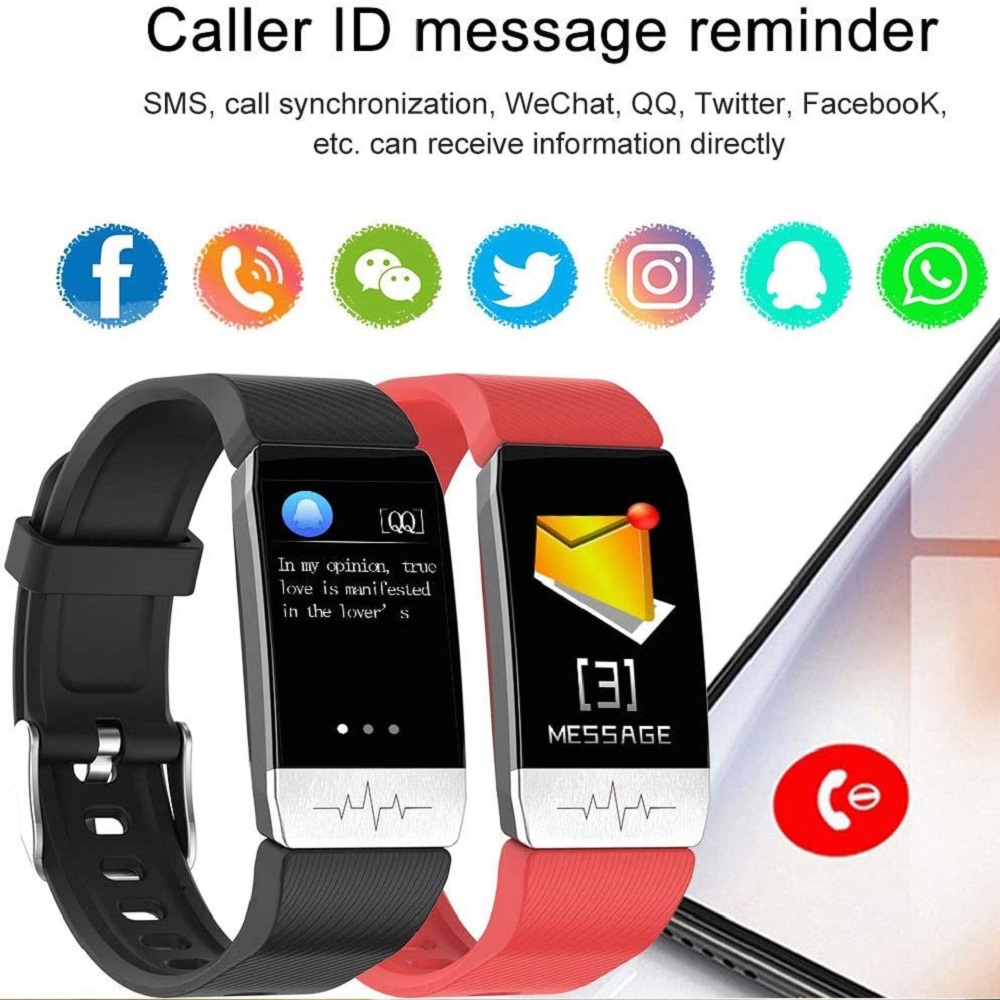 Caller ID message reminder
SMS, call synchronization, WeChat, QQ, Twitter, FacebooK,
etc. can receive information directly
[QQ]
In my opinion, true
love is manifested
in the lover's
[3]
MESSAGE